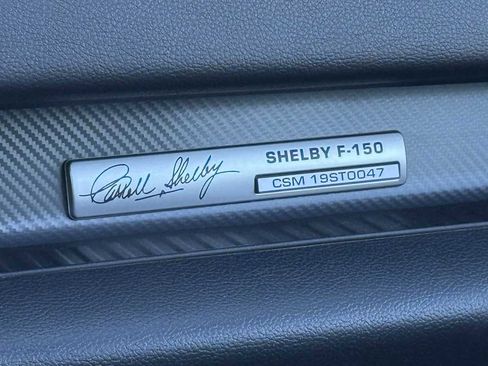 Carroll Shelby
SHELBY F-150
CSM 19ST0047